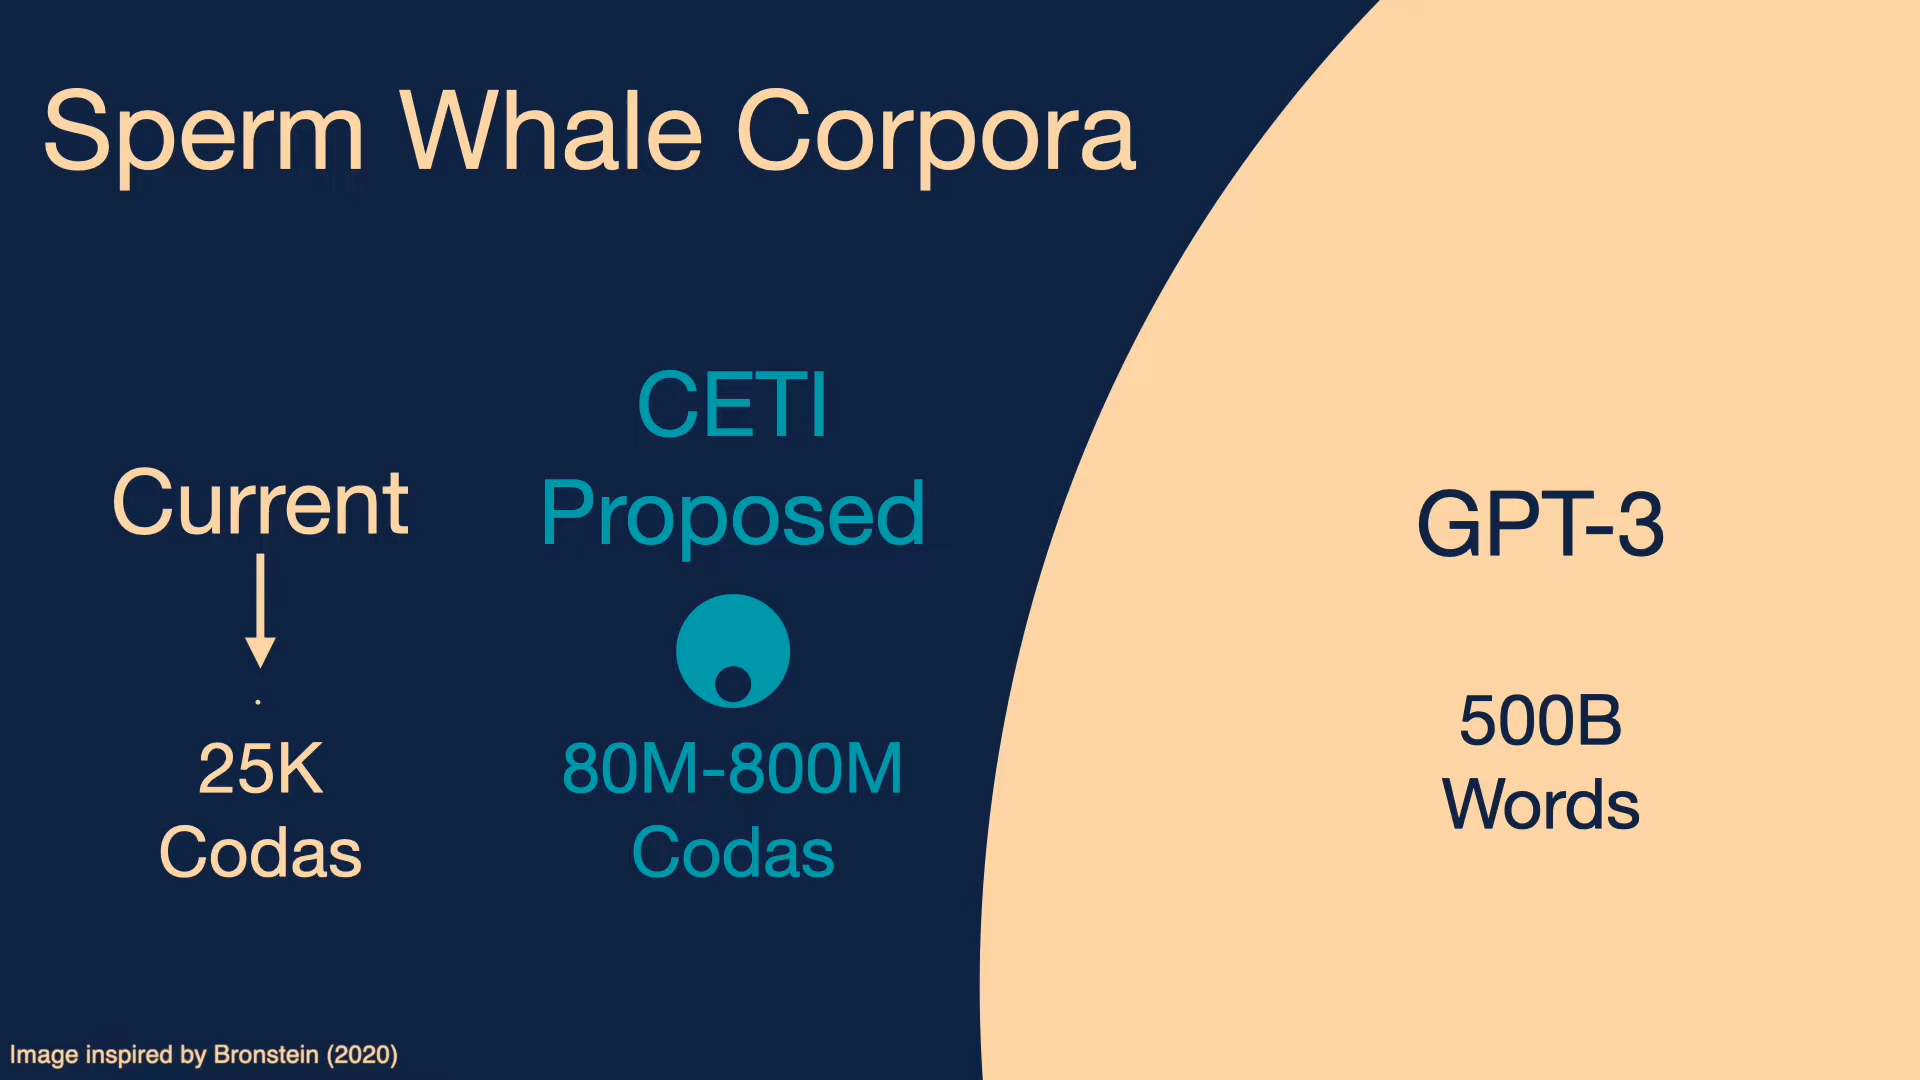 Sperm Whale Corpora
Current
25K
Codas
CETI
Proposed
80M-800M
Codas
GPT-3
500B
Words
Image inspired by Bronstein (2020)